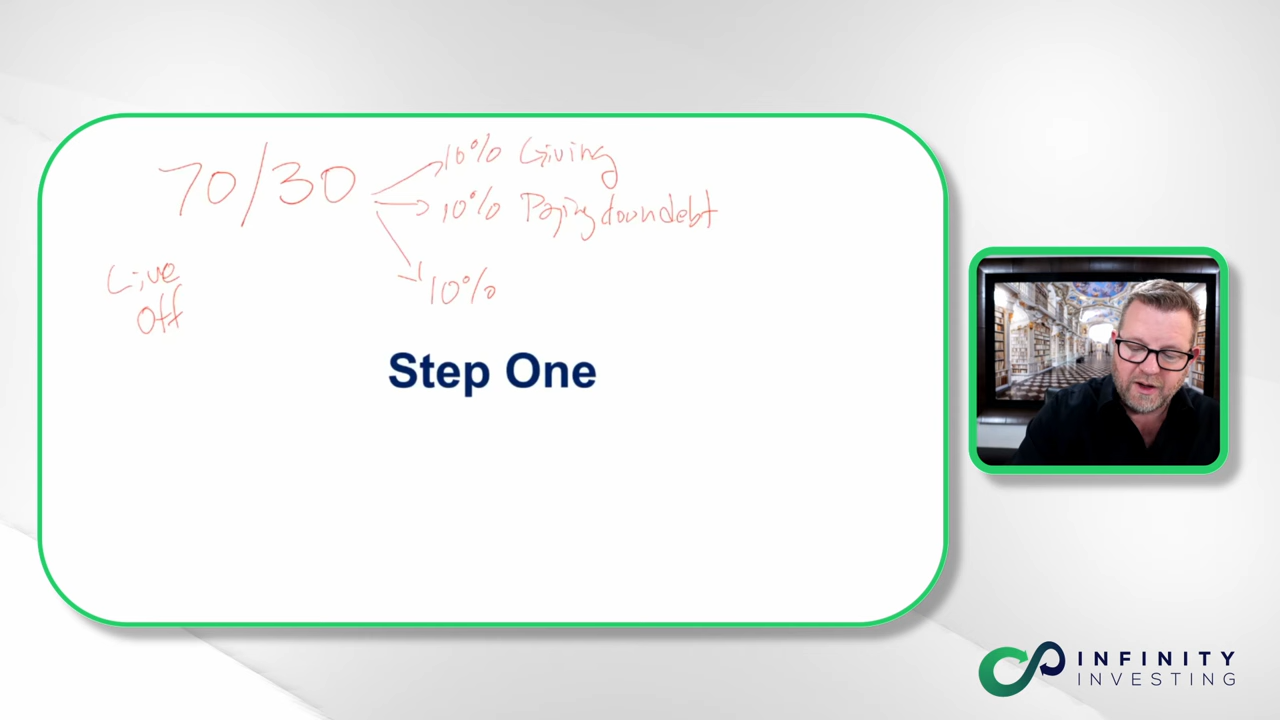 70/30
10% Giving
10% Paying down debt
10%
Live
Off
Step One
INFINITY
INVESTING